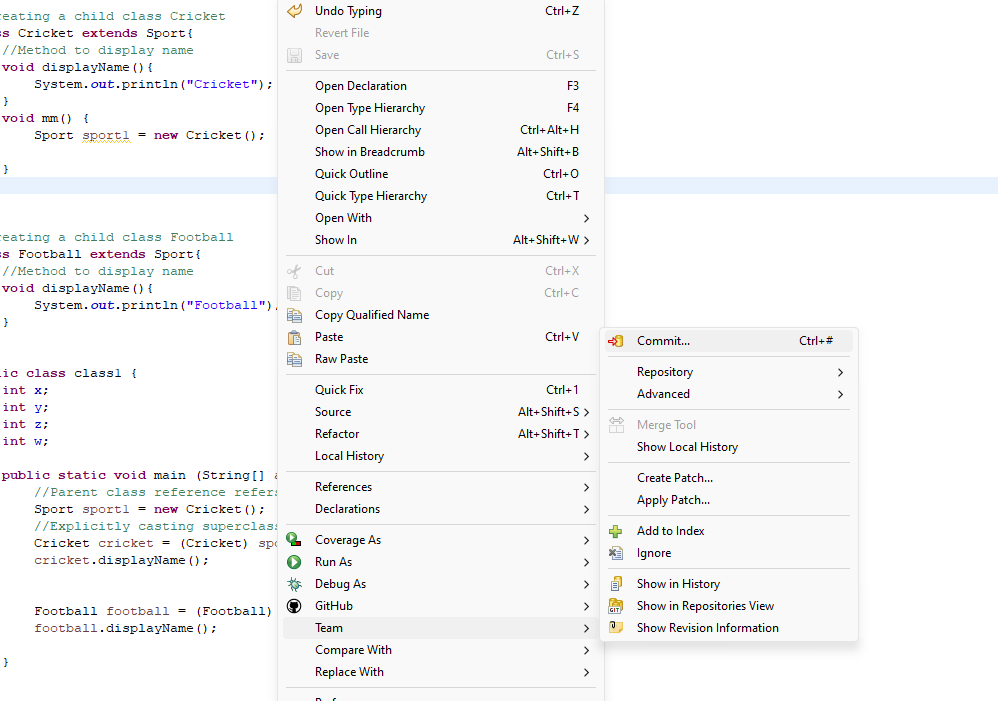 reating a child class Cricket
ss Cricket extends Sport{
//Method to display name
void displayName(){
System.out.println("Cricket");
}
void mm() {
Sport sport1 = new Cricket();
}
reating a child class Football
ss Football extends Sport{
//Method to display name
void displayName(){
System.out.println("Football")
}
lic class class1 {
int x;
int y;
int z;
int w;
public static void main (String[] a
//Parent class reference refers
Sport sport1 = new Cricket();
//Explicitly casting superclass
Cricket cricket = (Cricket) spo
cricket.displayName();
Football football = (Football)
football.displayName();
}
Undo Typing Ctrl+Z
Revert File
Save Ctrl+S
Open Declaration F3
Open Type Hierarchy F4
Open Call Hierarchy Ctrl+Alt+H
Show in Breadcrumb Alt+Shift+B
Quick Outline Ctrl+O
Quick Type Hierarchy Ctrl+T
Open With >
Show In Alt+Shift+W >
Cut Ctrl+X
Copy Ctrl+C
Copy Qualified Name
Paste Ctrl+V
Raw Paste
Quick Fix Ctrl+1
Source Alt+Shift+S >
Refactor Alt+Shift+T >
Local History >
References >
Declarations >
Coverage As >
Run As >
Debug As >
GitHub >
Team >
Compare With >
Replace With >
Commit... Ctrl+#
Repository >
Advanced >
Merge Tool
Show Local History
Create Patch...
Apply Patch...
Add to Index
Ignore
Show in History
GIT Show in Repositories View
Show Revision Information